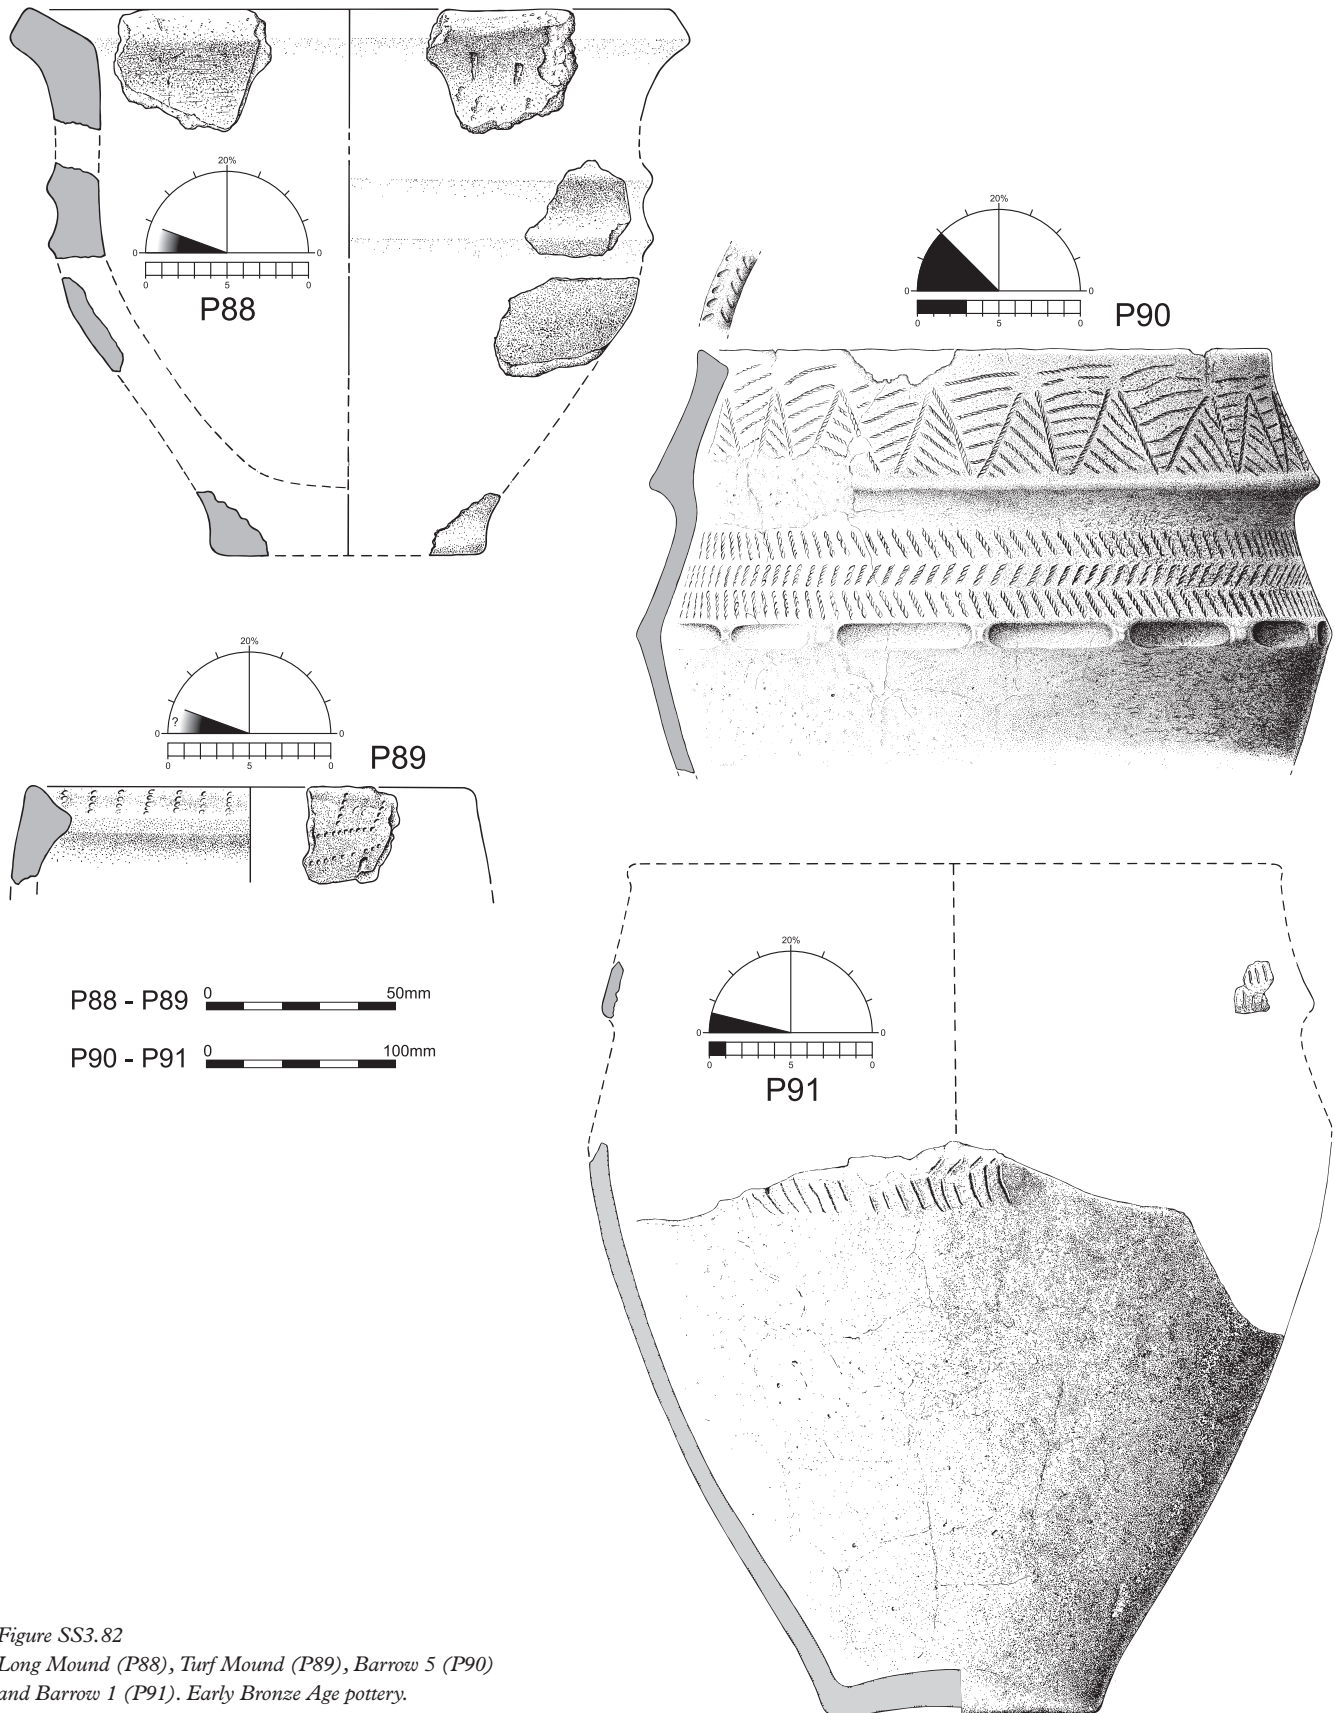 20%
0
0
0
5
0
P88
20%
0
0
0
5
0
P90
20%
?
0
0
0
5
0
P89
P88 - P89 0 50mm
P90 - P91 0 100mm
20%
0
0
0
5
0
P91
Figure SS3.82
Long Mound (P88), Turf Mound (P89), Barrow 5 (P90)
and Barrow 1 (P91). Early Bronze Age pottery.